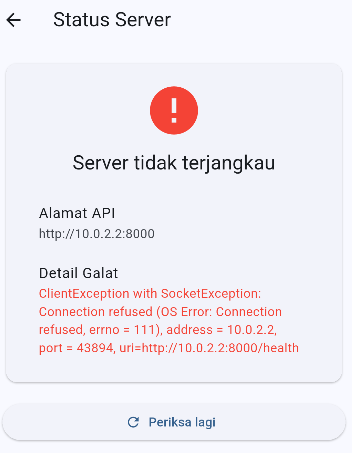 Status Server
Server tidak terjangkau
Alamat API
http://10.0.2.2:8000
Detail Galat
ClientException with SocketException:
Connection refused (OS Error: Connection
refused, errno = 111), address = 10.0.2.2,
port = 43894, uri=http://10.0.2.2:8000/health
Periksa lagi